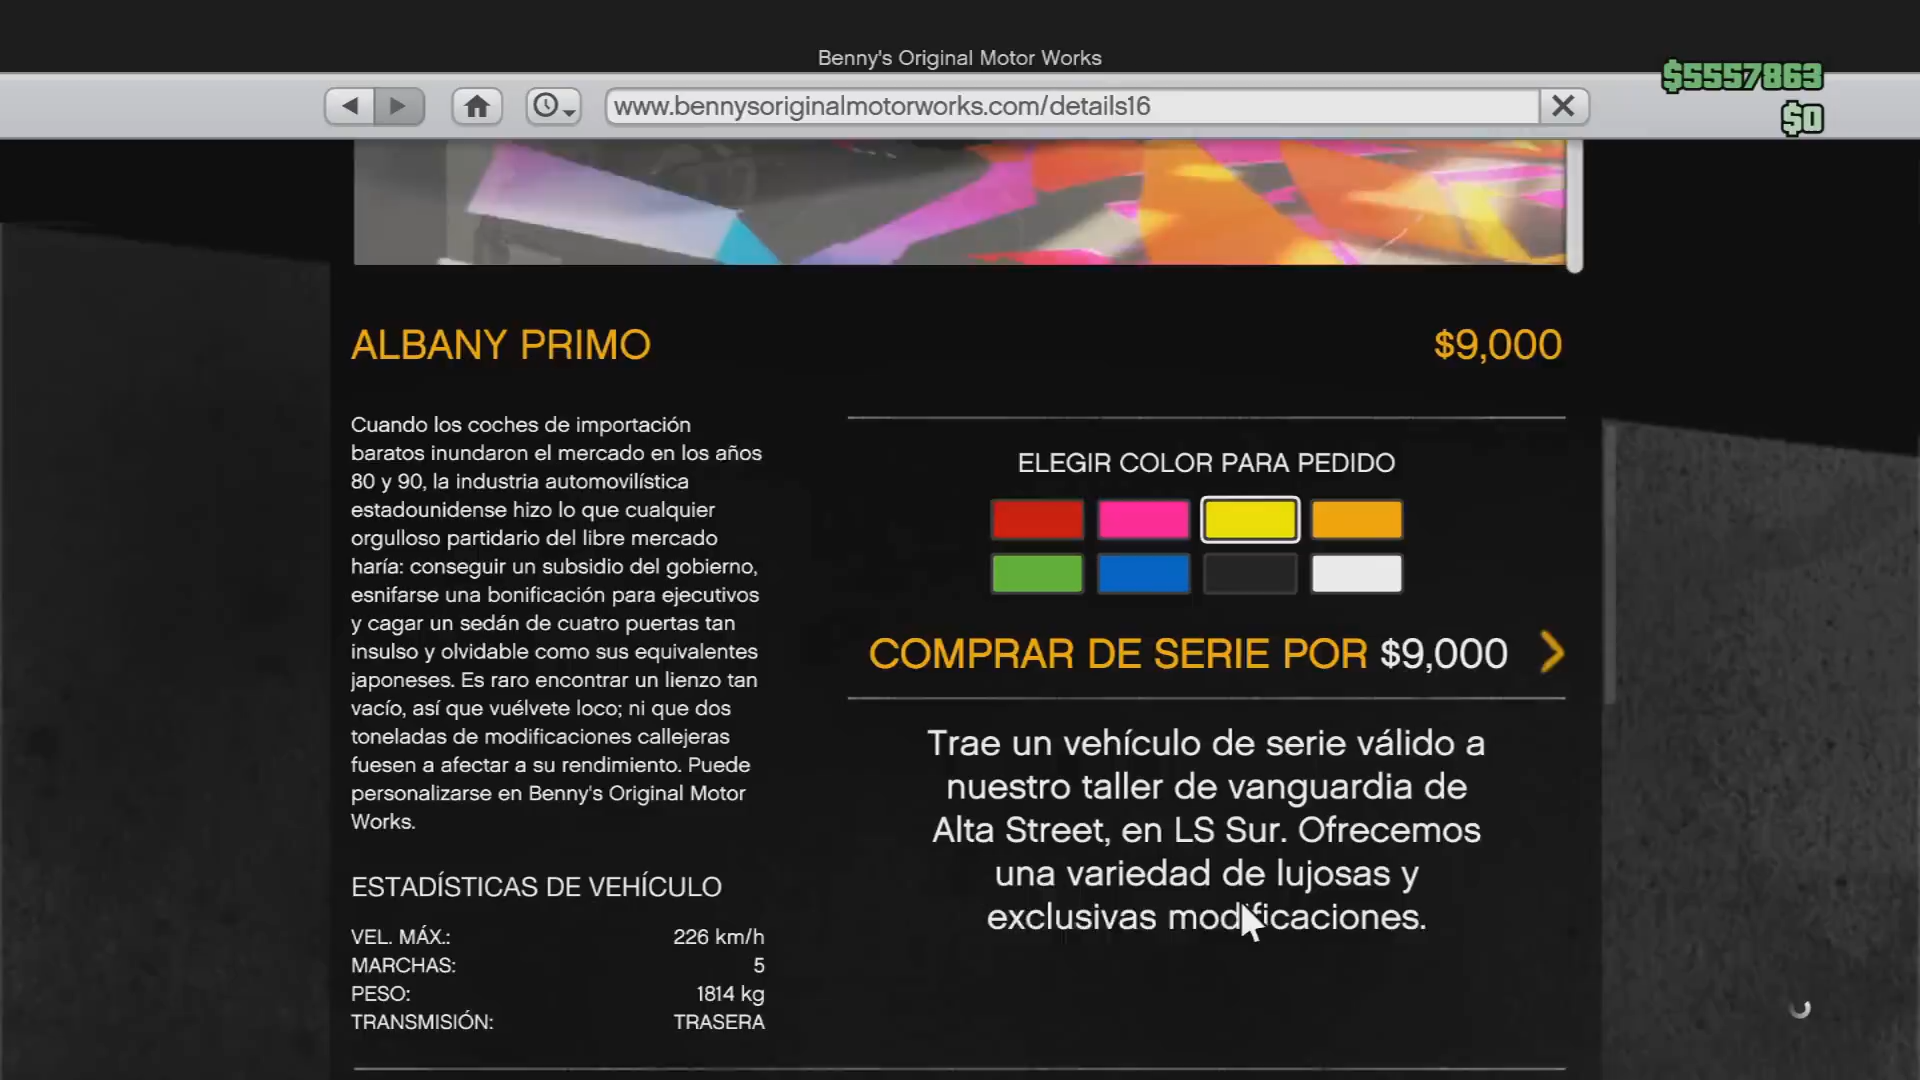 Benny's Original Motor Works
$5557863
www.bennysoriginalmotorworks.com/details16
$0
ALBANY PRIMO
$9,000
Cuando los coches de importación
baratos inundaron el mercado en los años
80 y 90, la industria automovilística
estadounidense hizo lo que cualquier
orgulloso partidario del libre mercado
haría: conseguir un subsidio del gobierno,
esnifarse una bonificación para ejecutivos
y cagar un sedán de cuatro puertas tan
insulso y olvidable como sus equivalentes
japoneses. Es raro encontrar un lienzo tan
vacío, así que vuélvete loco; ni que dos
toneladas de modificaciones callejeras
fuesen a afectar a su rendimiento. Puede
personalizarse en Benny's Original Motor
Works.
ESTADÍSTICAS DE VEHÍCULO
VEL. MÁX.: 226 km/h
MARCHAS: 5
PESO: 1814 kg
TRANSMISIÓN: TRASERA
ELEGIR COLOR PARA PEDIDO
COMPRAR DE SERIE POR $9,000
Trae un vehículo de serie válido a
nuestro taller de vanguardia de
Alta Street, en LS Sur. Ofrecemos
una variedad de lujosas y
exclusivas modificaciones.